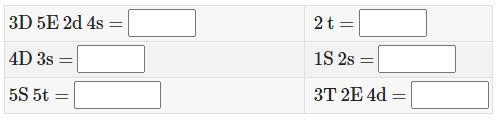 3D 5E 2d 4s =
2 t =
4D 3s =
1S 2s =
5S 5t =
3T 2E 4d =